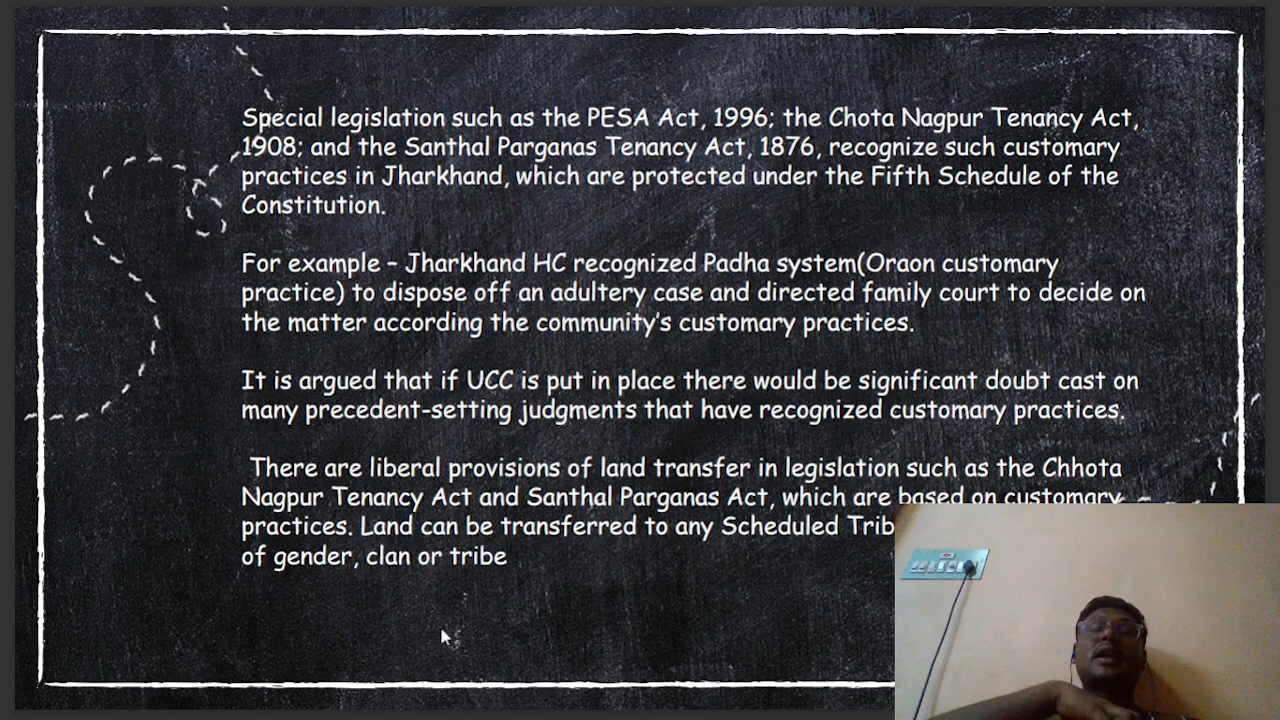 Special legislation such as the PESA Act, 1996; the Chota Nagpur Tenancy Act,
1908; and the Santhal Parganas Tenancy Act, 1876, recognize such customary
practices in Jharkhand, which are protected under the Fifth Schedule of the
Constitution.
For example – Jharkhand HC recognized Padha system(Oraon customary
practice) to dispose off an adultery case and directed family court to decide on
the matter according the community's customary practices.
It is argued that if UCC is put in place there would be significant doubt cast on
many precedent-setting judgments that have recognized customary practices.
There are liberal provisions of land transfer in legislation such as the Chhota
Nagpur Tenancy Act and Santhal Parganas Act, which are based on customary
practices. Land can be transferred to any Scheduled
of gender, clan or tribe